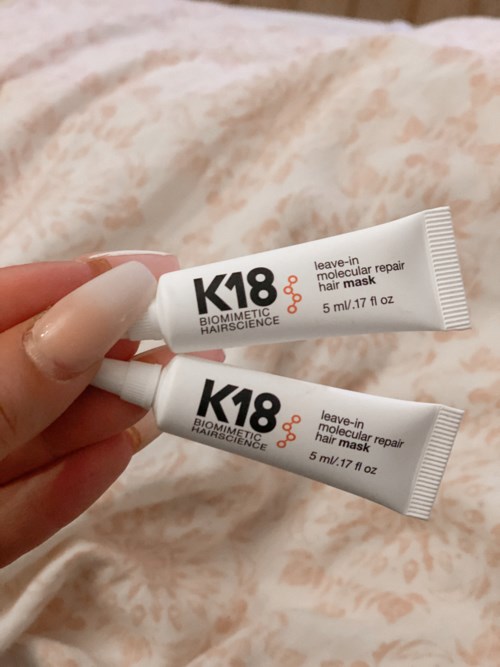 K18
BIOMIMETIC
HAIRSCIENCE
leave-in
molecular repair
hair mask
5 ml/.17 fl oz
K18
BIOMIMETIC
HAIRSCIENCE
leave-in
molecular repair
hair mask
5 ml/.17 fl oz